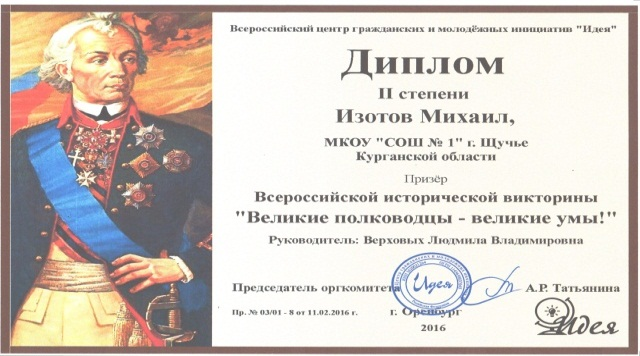 Всероссийский центр гражданских и молодёжных инициатив "Идея"
Диплом
II степени
Изотов Михаил,
МКОУ "СОШ № 1" г. Щучье
Курганской области
Призёр
Всероссийской исторической викторины
"Великие полководцы - великие умы!"
Руководитель: Верховых Людмила Владимировна
Председатель оргкомитета
Идея
А.Р. Татьянина
Пр. № 03/01 - 8 от 11.02.2016 г.
г. Оренбург
2016
Идея